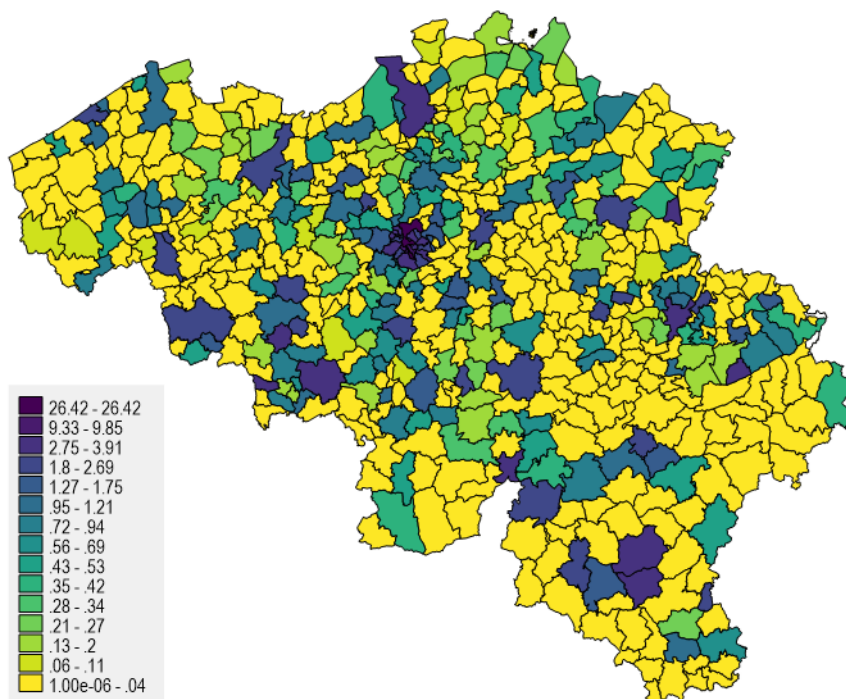 26.42 - 26.42
9.33 - 9.85
2.75 - 3.91
1.8 - 2.69
1.27 - 1.75
.95 - 1.21
.72 - .94
.56 - .69
.43 - .53
.35 - .42
.28 - .34
.21 - .27
.13 - .2
.06 - .11
1.00e-06 - .04